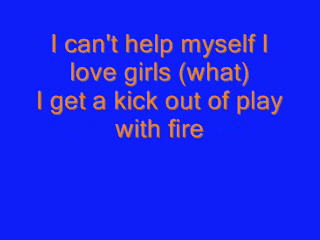 I can't help myself I
love girls (what)
I get a kick out of play
with fire